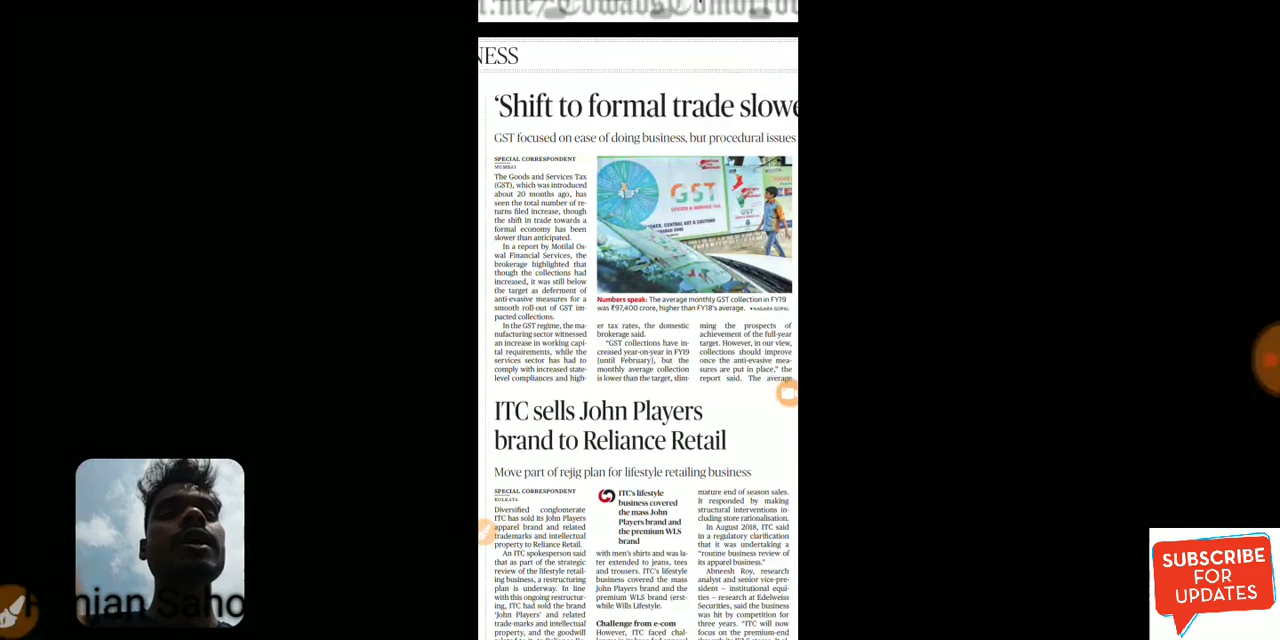 NESS
‘Shift to formal trade slowe
GST focused on ease of doing business, but procedural issues
SPECIAL CORRESPONDENT
MUMBAI
The Goods and Services Tax
(GST), which was introduced
about 20 months ago, has
seen the total number of re-
turns filed increase, though
the shift in trade towards a
formal economy has been
slower than anticipated.
In a report by Motilal Os-
wal Financial Services, the
brokerage highlighted that
though the collections had
increased, it was still below
the target as deferment of
anti-evasive measures for a
smooth roll-out of GST im-
pacted collections.
In the GST regime, the ma-
nufacturing sector witnessed
an increase in working capi-
tal requirements, while the
services sector has had to
comply with increased state-
level compliances and high-
GST
GOODS & SERVICE TAX
GST
Numbers speak: The average monthly GST collection in FY19
was ₹97,400 crore, higher than FY18's average. •NAGARA GOPAL
er tax rates, the domestic
brokerage said.
“GST collections have in-
creased year-on-year in FY19
[until February], but the
monthly average collection
is lower than the target, slim-
ming the prospects of
achievement of the full-year
target. However, in our view,
collections should improve
once the anti-evasive mea-
sures are put in place,” the
report said. The average
ITC sells John Players
brand to Reliance Retail
Move part of rejig plan for lifestyle retailing business
SPECIAL CORRESPONDENT
KOLKATA
Diversified conglomerate
ITC has sold its John Players
apparel brand and related
trademarks and intellectual
property to Reliance Retail.
An ITC spokesperson said
that as part of the strategic
review of the lifestyle retail-
ing business, a restructuring
plan is underway. In line
with this ongoing restructur-
ing, ITC had sold the brand
‘John Players’ and related
trade-marks and intellectual
property, and the goodwill
ITC's lifestyle
business covered
the mass John
Players brand and
the premium WLS
brand
with men's shirts and was la-
ter extended to jeans, tees
and trousers. ITC's lifestyle
business covered the mass
John Players brand and the
premium WLS brand (erst-
while Wills Lifestyle.
Challenge from e-com
However, ITC faced chal-
mature end of season sales.
It responded by making
structural interventions in-
cluding store rationalisation.
In August 2018, ITC said
in a regulatory clarification
that it was undertaking a
“routine business review of
its apparel business.”
Abneesh Roy, research
analyst and senior vice-pre-
sident – institutional equi-
ties – research at Edelweiss
Securities, said the business
was hit by competition for
three years. “ITC will now
focus on the premium-end
SUBSCRIBE
FOR
UPDATES